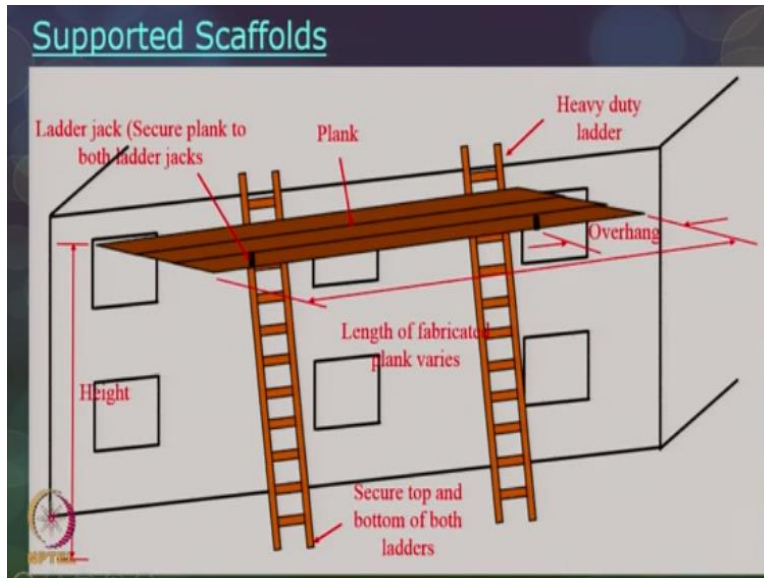 Supported Scaffolds
Heavy duty
ladder
Ladder jack (Secure plank to
both ladder jacks
Plank
Overhang
Length of fabricated
plank varies
Height
Secure top and
bottom of both
ladders
NPTEL